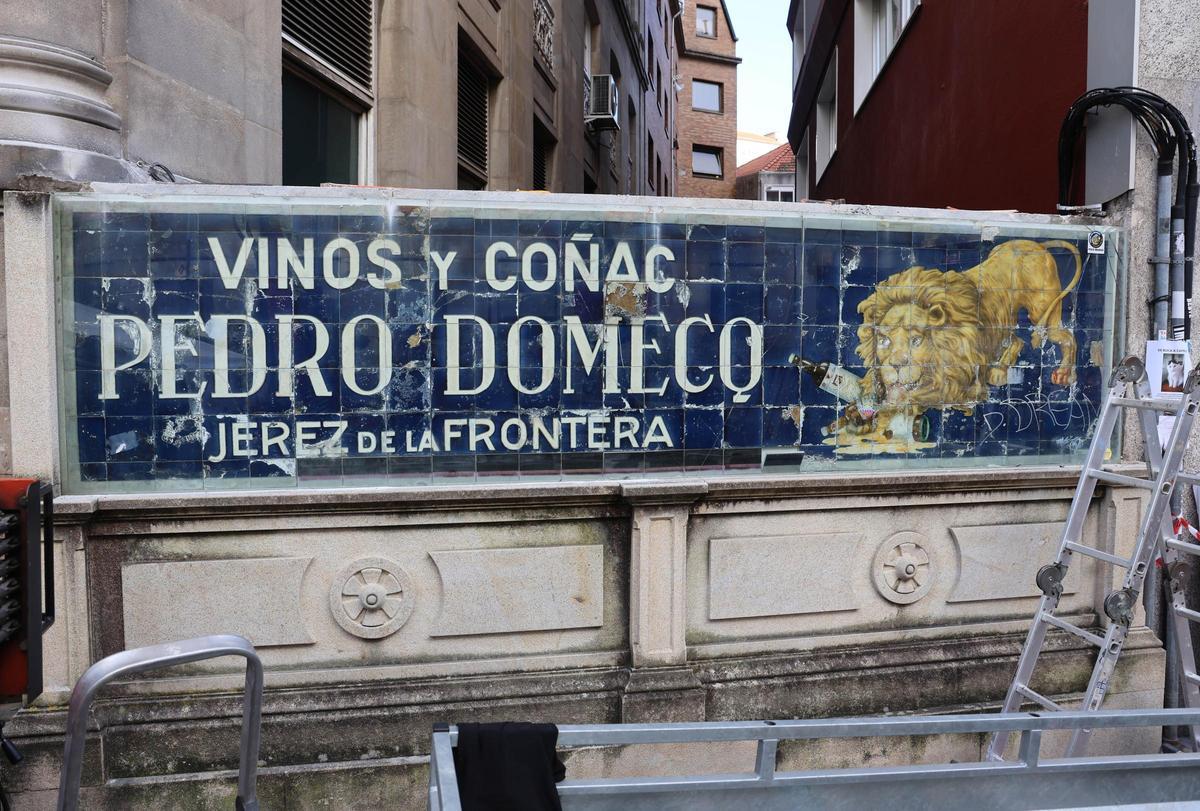 VINOS Y COÑAC
PEDRO DOMECQ
JEREZ DE LA FRONTERA